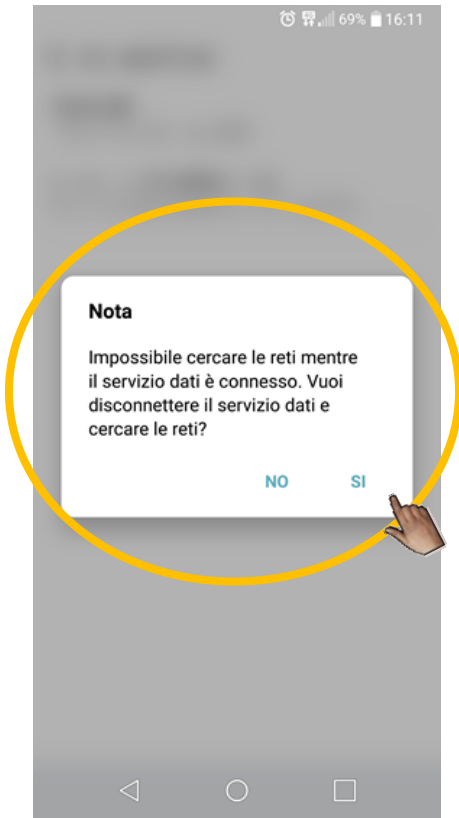 69% 16:11
Nota
Impossibile cercare le reti mentre
il servizio dati è connesso. Vuoi
disconnettere il servizio dati e
cercare le reti?
NO SI